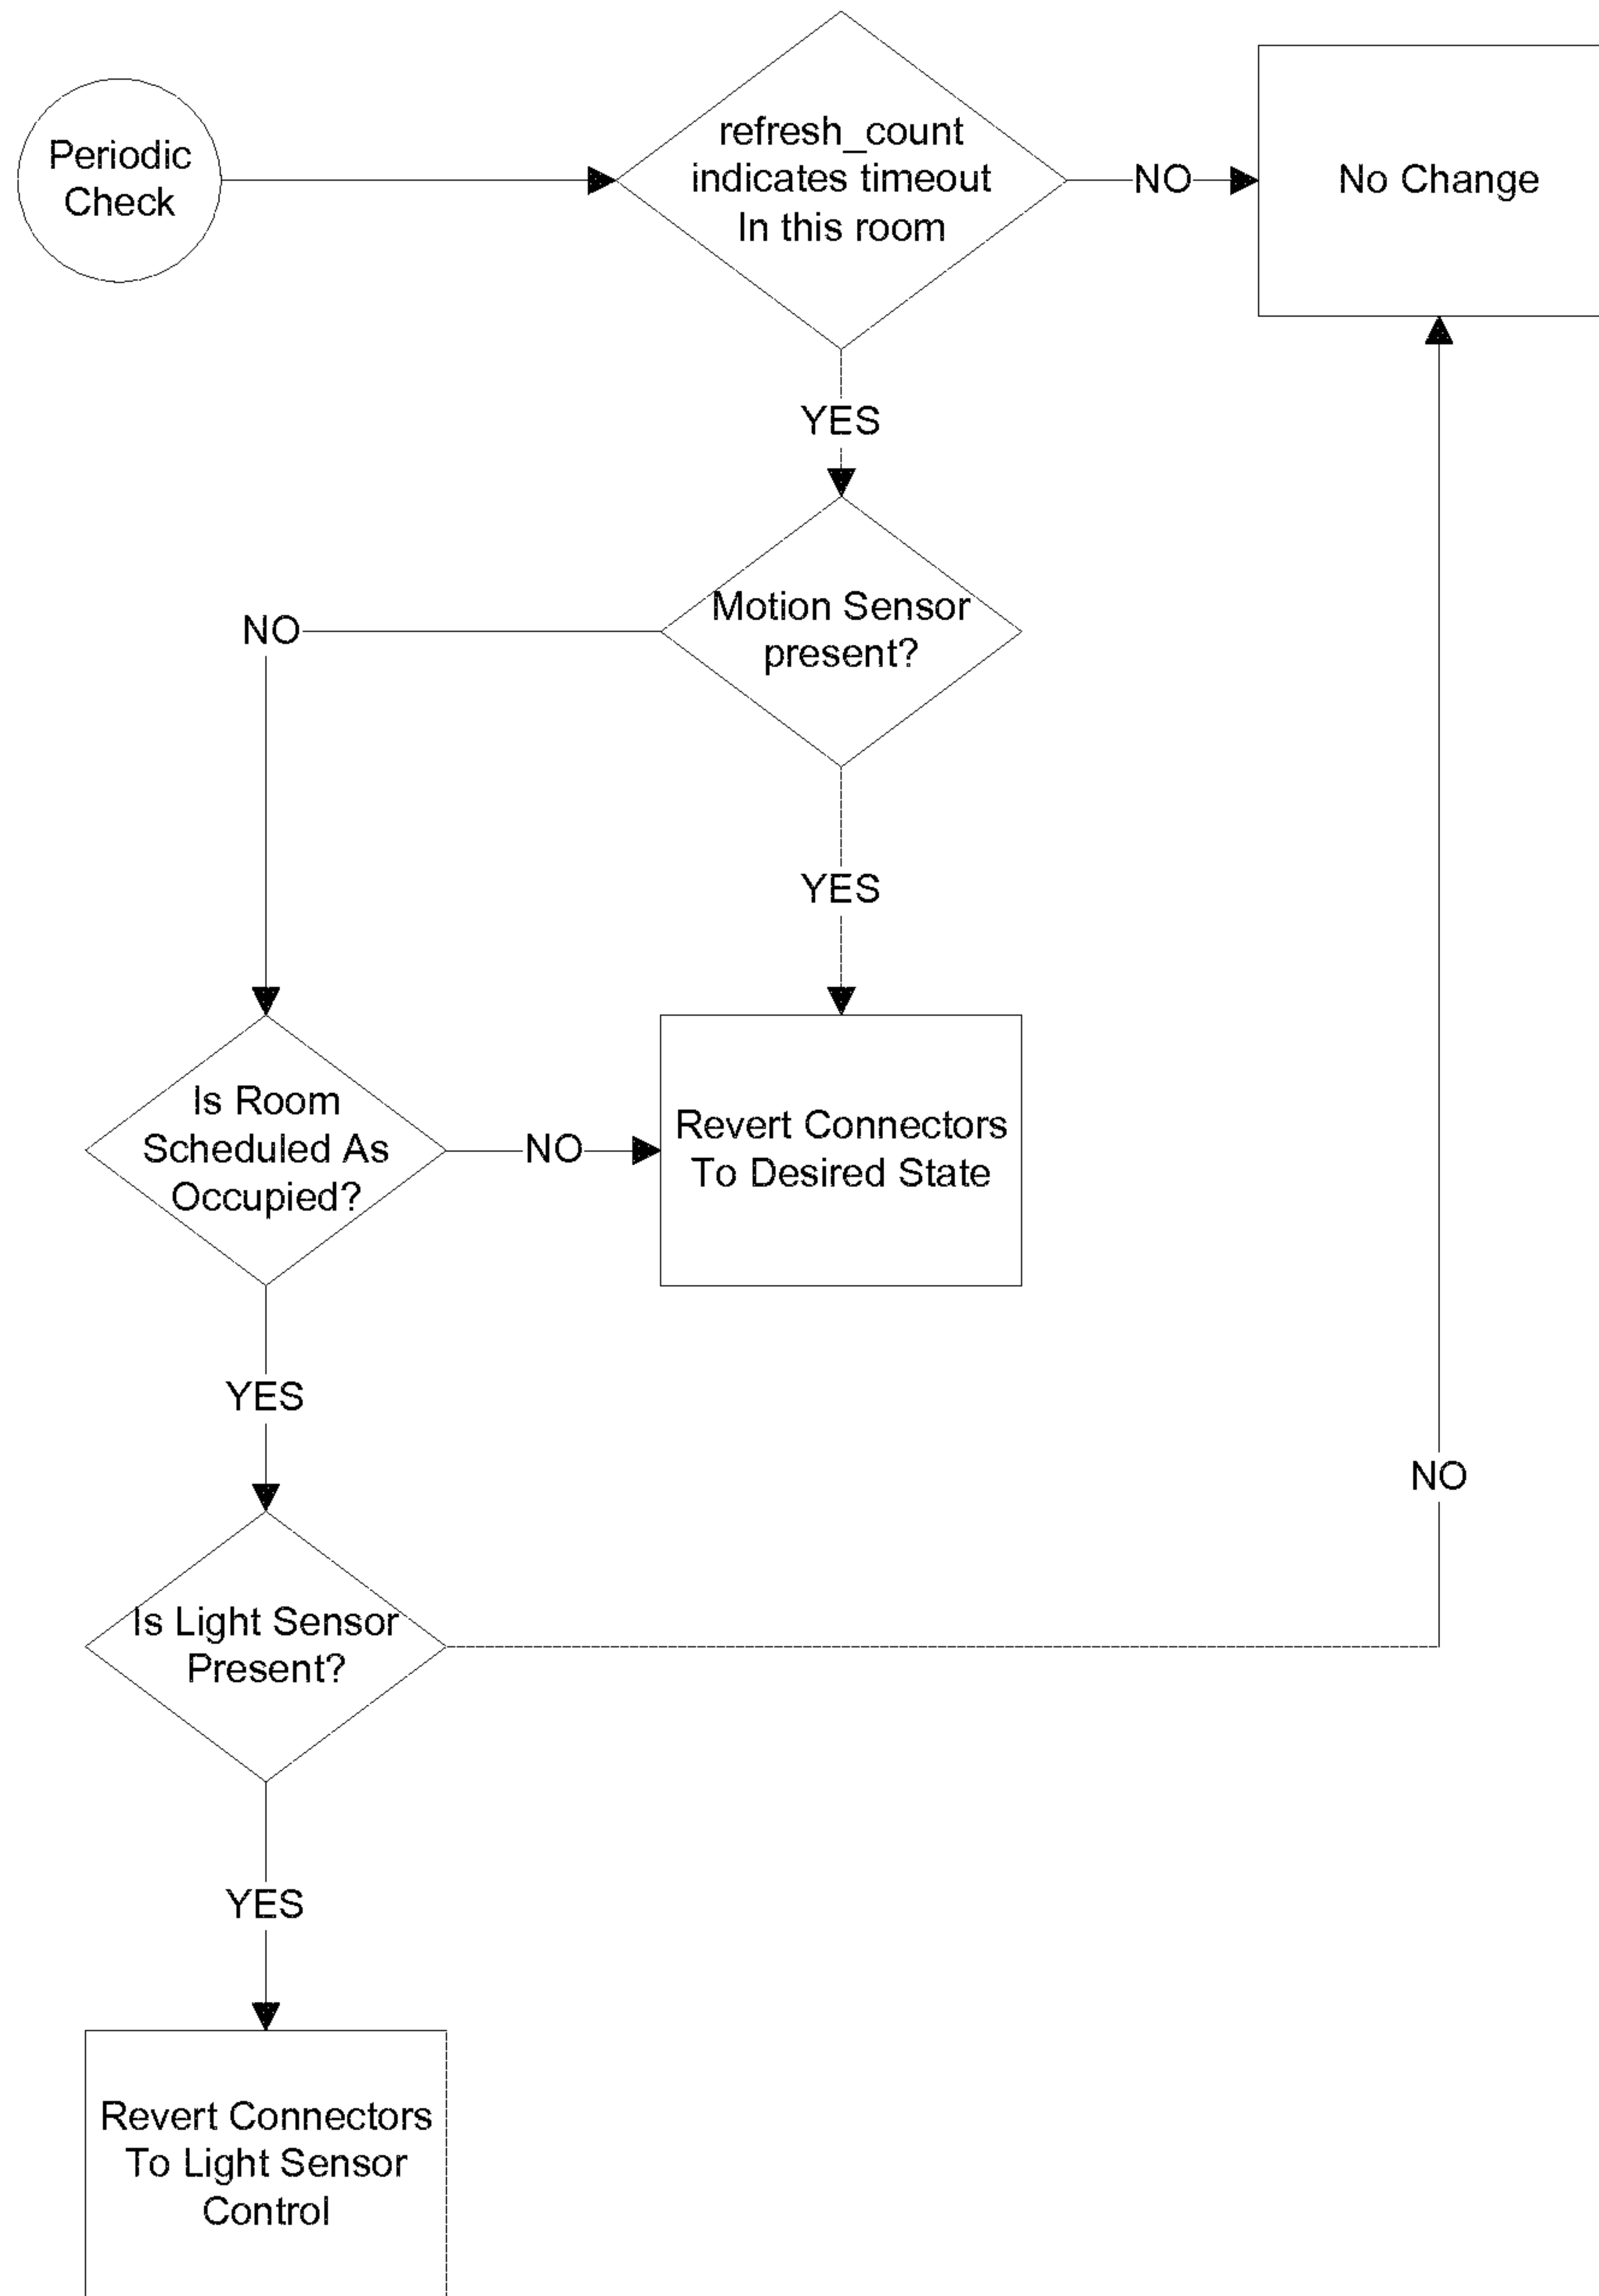 Periodic
Check
refresh_count
indicates timeout
In this room
NO
No Change
YES
Motion Sensor
present?
NO
YES
Is Room
Scheduled As
Occupied?
NO
Revert Connectors
To Desired State
YES
NO
Is Light Sensor
Present?
YES
Revert Connectors
To Light Sensor
Control